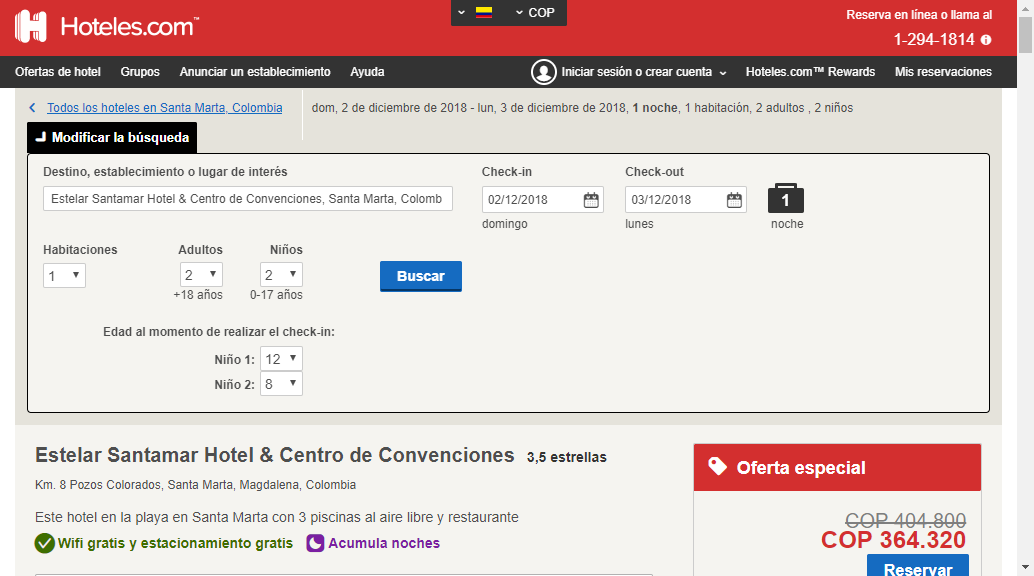 COP
Hoteles.com™
Reserva en línea o llama al
1-294-1814
Ofertas de hotel Grupos Anunciar un establecimiento Ayuda Iniciar sesión o crear cuenta Hoteles.com™ Rewards Mis reservaciones
Todos los hoteles en Santa Marta, Colombia dom, 2 de diciembre de 2018 - lun, 3 de diciembre de 2018, 1 noche, 1 habitación, 2 adultos , 2 niños
Modificar la búsqueda
Destino, establecimiento o lugar de interés Check-in Check-out
Estelar Santamar Hotel & Centro de Convenciones, Santa Marta, Colomb 02/12/2018 03/12/2018 1
domingo lunes noche
Habitaciones Adultos Niños
1 2 2 Buscar
+18 años 0-17 años
Edad al momento de realizar el check-in:
Niño 1: 12
Niño 2: 8
Estelar Santamar Hotel & Centro de Convenciones 3,5 estrellas
Oferta especial
Km. 8 Pozos Colorados, Santa Marta, Magdalena, Colombia
Este hotel en la playa en Santa Marta con 3 piscinas al aire libre y restaurante
COP 404.800
Wifi gratis y estacionamiento gratis Acumula noches
COP 364.320
Reservar